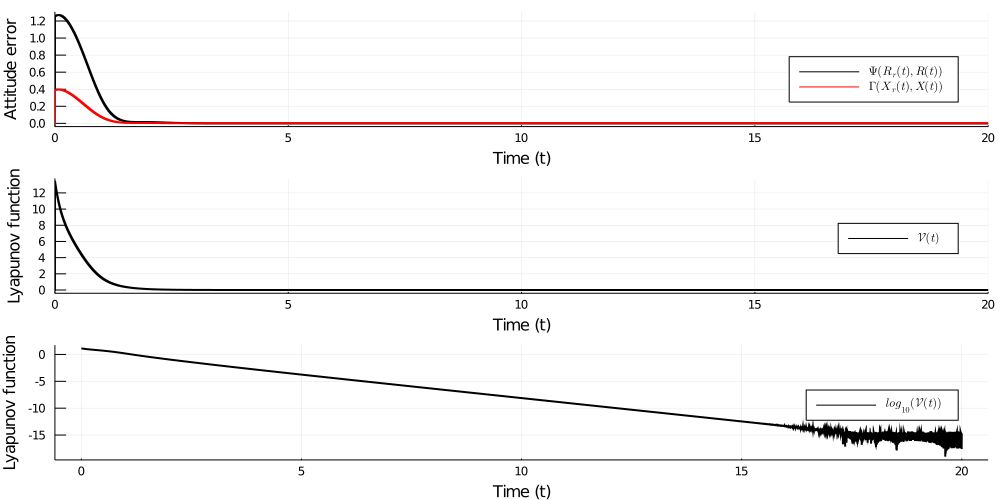 Attitude error
1.2
1.0
0.8
0.6
0.4
0.2
0.0
Ψ(R_r(t), R(t))
Γ(X_r(t), X(t))
0 5 10 15 20
Time (t)
Lyapunov function
12
10
8
6
4
2
0
𝒱(t)
0 5 10 15 20
Time (t)
Lyapunov function
0
-5
-10
-15
log₁₀(𝒱(t))
0 5 10 15 20
Time (t)